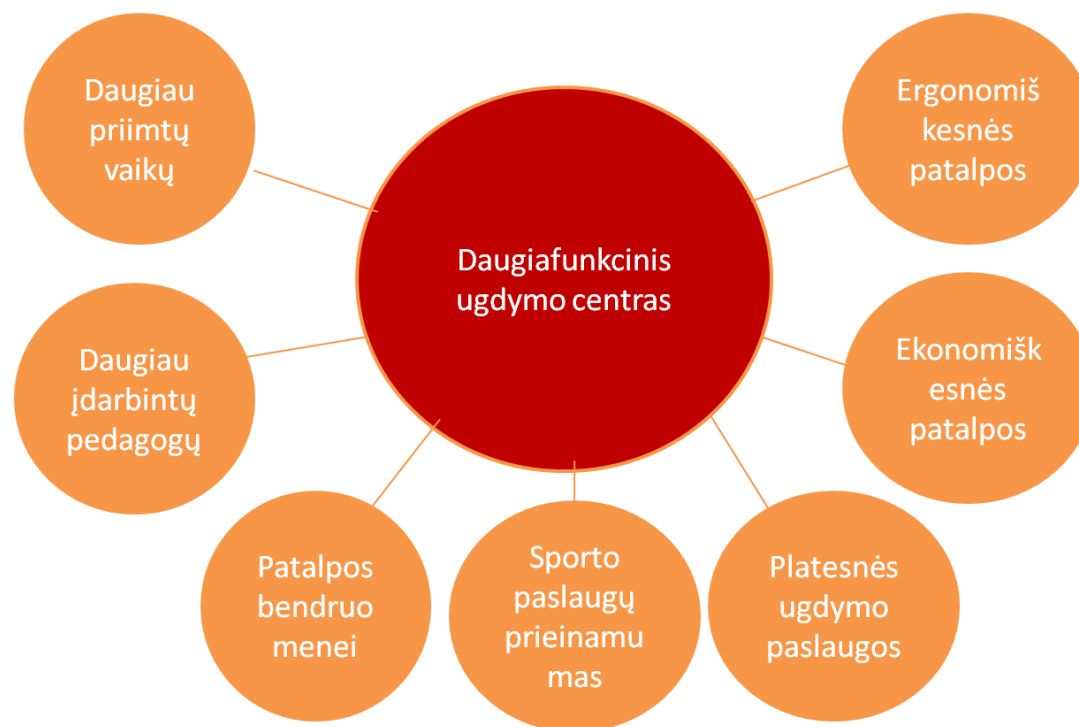 Daugiau
priimtų
vaikų
Ergonomiš
kesnės
patalpos
Daugiafunkcinis
ugdymo centras
Daugiau
įdarbintų
pedagogų
Ekonomišk
esnės
patalpos
Patalpos
bendruo
menei
Sporto
paslaugų
prieinamu
mas
Platesnės
ugdymo
paslaugos